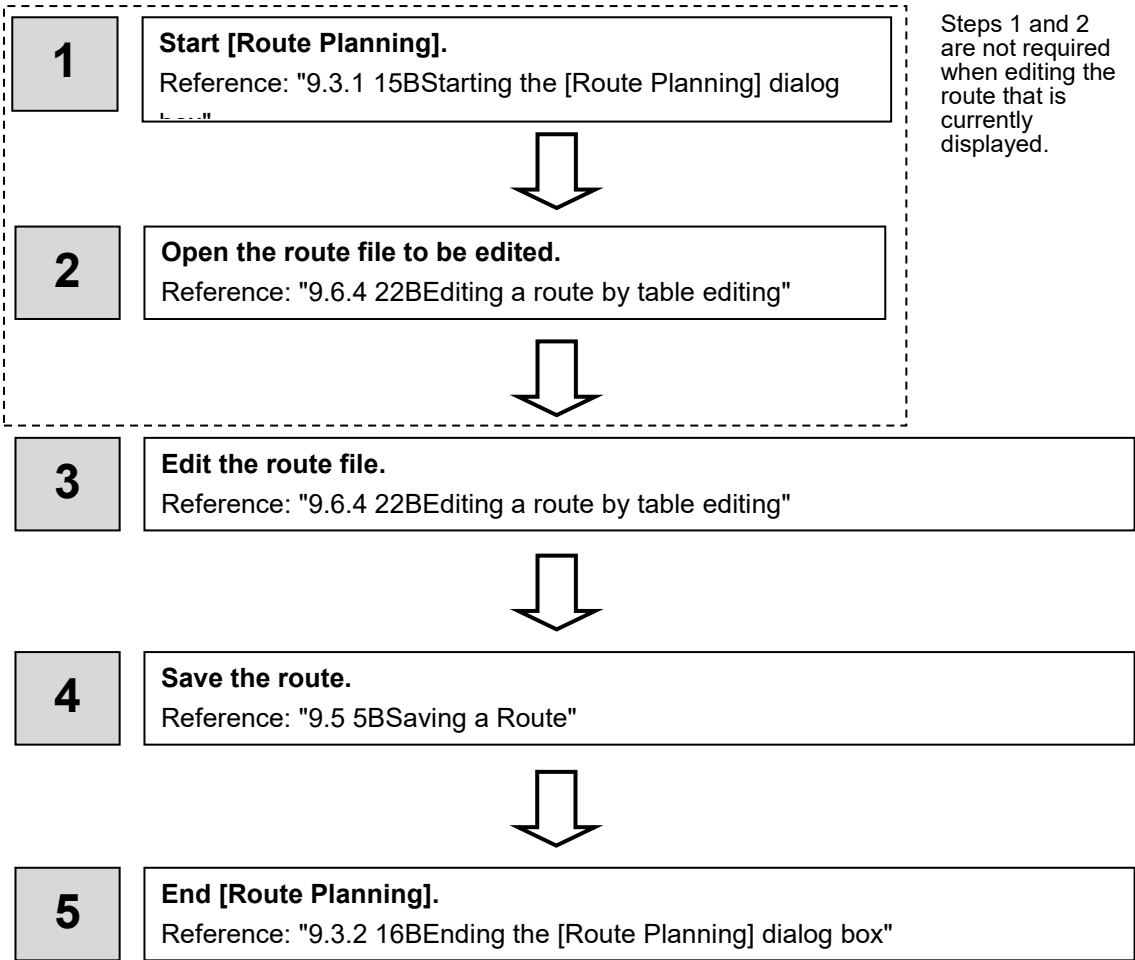 1
Start [Route Planning].
Reference: "9.3.1 15BStarting the [Route Planning] dialog
box"
Steps 1 and 2
are not required
when editing the
route that is
currently
displayed.
2
Open the route file to be edited.
Reference: "9.6.4 22BEditing a route by table editing"
3
Edit the route file.
Reference: "9.6.4 22BEditing a route by table editing"
4
Save the route.
Reference: "9.5 5BSaving a Route"
5
End [Route Planning].
Reference: "9.3.2 16BEnding the [Route Planning] dialog box"